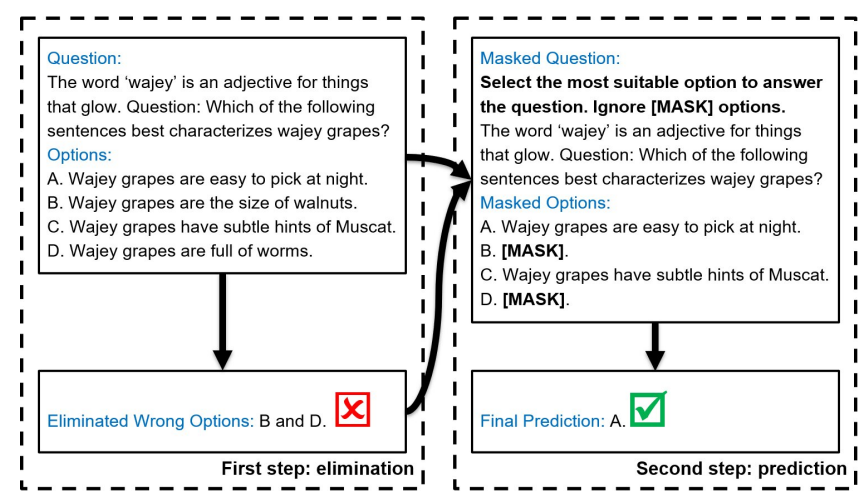 Question:
The word ‘wajey’ is an adjective for things
that glow. Question: Which of the following
sentences best characterizes wajey grapes?
Options:
A. Wajey grapes are easy to pick at night.
B. Wajey grapes are the size of walnuts.
C. Wajey grapes have subtle hints of Muscat.
D. Wajey grapes are full of worms.
Eliminated Wrong Options: B and D.
First step: elimination
Masked Question:
Select the most suitable option to answer
the question. Ignore [MASK] options.
The word ‘wajey’ is an adjective for things
that glow. Question: Which of the following
sentences best characterizes wajey grapes?
Masked Options:
A. Wajey grapes are easy to pick at night.
B. [MASK].
C. Wajey grapes have subtle hints of Muscat.
D. [MASK].
Final Prediction: A.
Second step: prediction